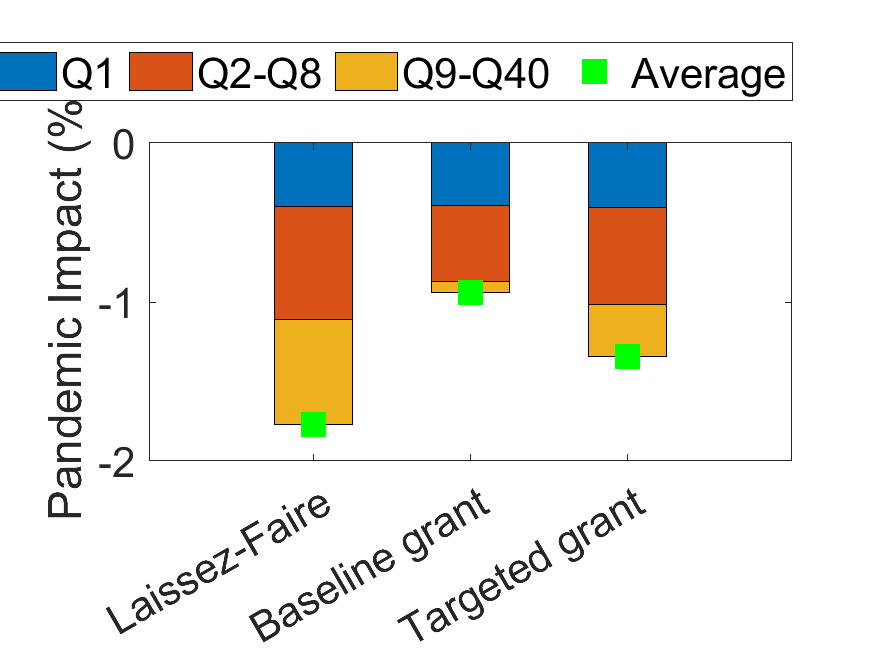 Q1 Q2-Q8 Q9-Q40 Average
Pandemic Impact (%
0
-1
-2
Laissez-Faire
Baseline grant
Targeted grant